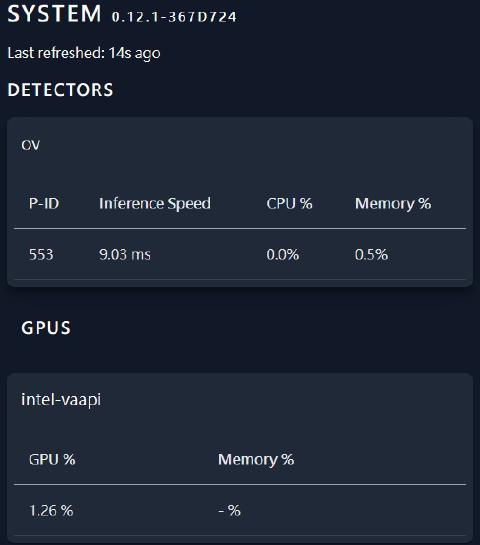 SYSTEM 0.12.1-367D724
Last refreshed: 14s ago
DETECTORS
ov
P-ID Inference Speed CPU % Memory %
553 9.03 ms 0.0% 0.5%
GPUS
intel-vaapi
GPU % Memory %
1.26 % - %